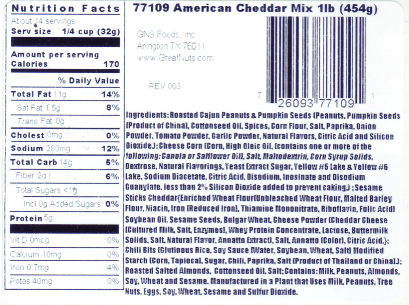 Nutrition Facts
About 14 servings
Serv size 1/4 cup (32g)
Amount per serving
Calories 170
% Daily Value
Total Fat 11g 14%
Sat Fat 1.5g 8%
Trans Fat 0g
Cholest 0mg 0%
Sodium 280mg 12%
Total Carb 14g 5%
Fiber 2g 6%
Total Sugars <1g
Incl 0g Added Sugars 0%
Protein 5g
Vit D 0mcg 0%
Calcium 10mg 0%
Iron 0.7mg 4%
Potas 40mg 0%
77109 American Cheddar Mix 1lb (454g)
GNS Foods, inc
Arlington TX 76011
www.GreatNuts.com
REV 003
7 26093 77109
Ingredients: Roasted Cajun Peanuts & Pumpkin Seeds (Peanuts, Pumpkin Seeds
(Product of China), Cottonseed Oil, Spices, Corn Flour, Salt, Paprika, Onion
Powder, Tomato Powder, Garlic Powder, Natural Flavors, Citric Acid and Silicon
Dioxide.); Cheese Corn (Corn, High Oleic Oil, (contains one or more of the
following: Canola or Safflower Oil, Salt, Maltodextrin, Corn Syrup Solids,
Dextrose, Natural Flavorings, Yeast Extract Sugar, Yellow #5 Lake & Yellow #6
Lake, Sodium Diacetate, Citric Acid, Disodium, Inosinate and Disodium
Guanylate, less than 2% Silicon Dioxide added to prevent caking.) ; Sesame
Sticks Cheddar(Enriched Wheat Flour(Unbleached Wheat Flour, Malted Barley
Flour, Niacin, Iron (Reduced Iron), Thiamine Mononitrate, Riboflavin, Folic Acid)
Soybean Oil, Sesame Seeds, Bulgar Wheat, Cheese Powder (Cheddar Cheese
(Cultured Milk, Salt, Enzymes), Whey Protein Concentrate, Lactose, Buttermilk
Solids, Salt, Natural Flavor, Annatto Extract), Salt, Annatto (Color), Citric Acid.);
Chili Bits (Glutinous Rice, Soy Sauce (Water, Soybean, Wheat, Salt) Modified
Starch (Corn, Tapioca), Sugar, Chili, Paprika, Salt (Product of Thailand or China).);
Roasted Salted Almonds, Cottonseed Oil, Salt; Contains: Milk, Peanuts, Almonds,
Soy, Wheat and Sesame. Manufactured in a Plant that Uses Milk, Peanuts, Tree
Nuts, Eggs, Soy, Wheat, Sesame and Sulfur Dioxide.